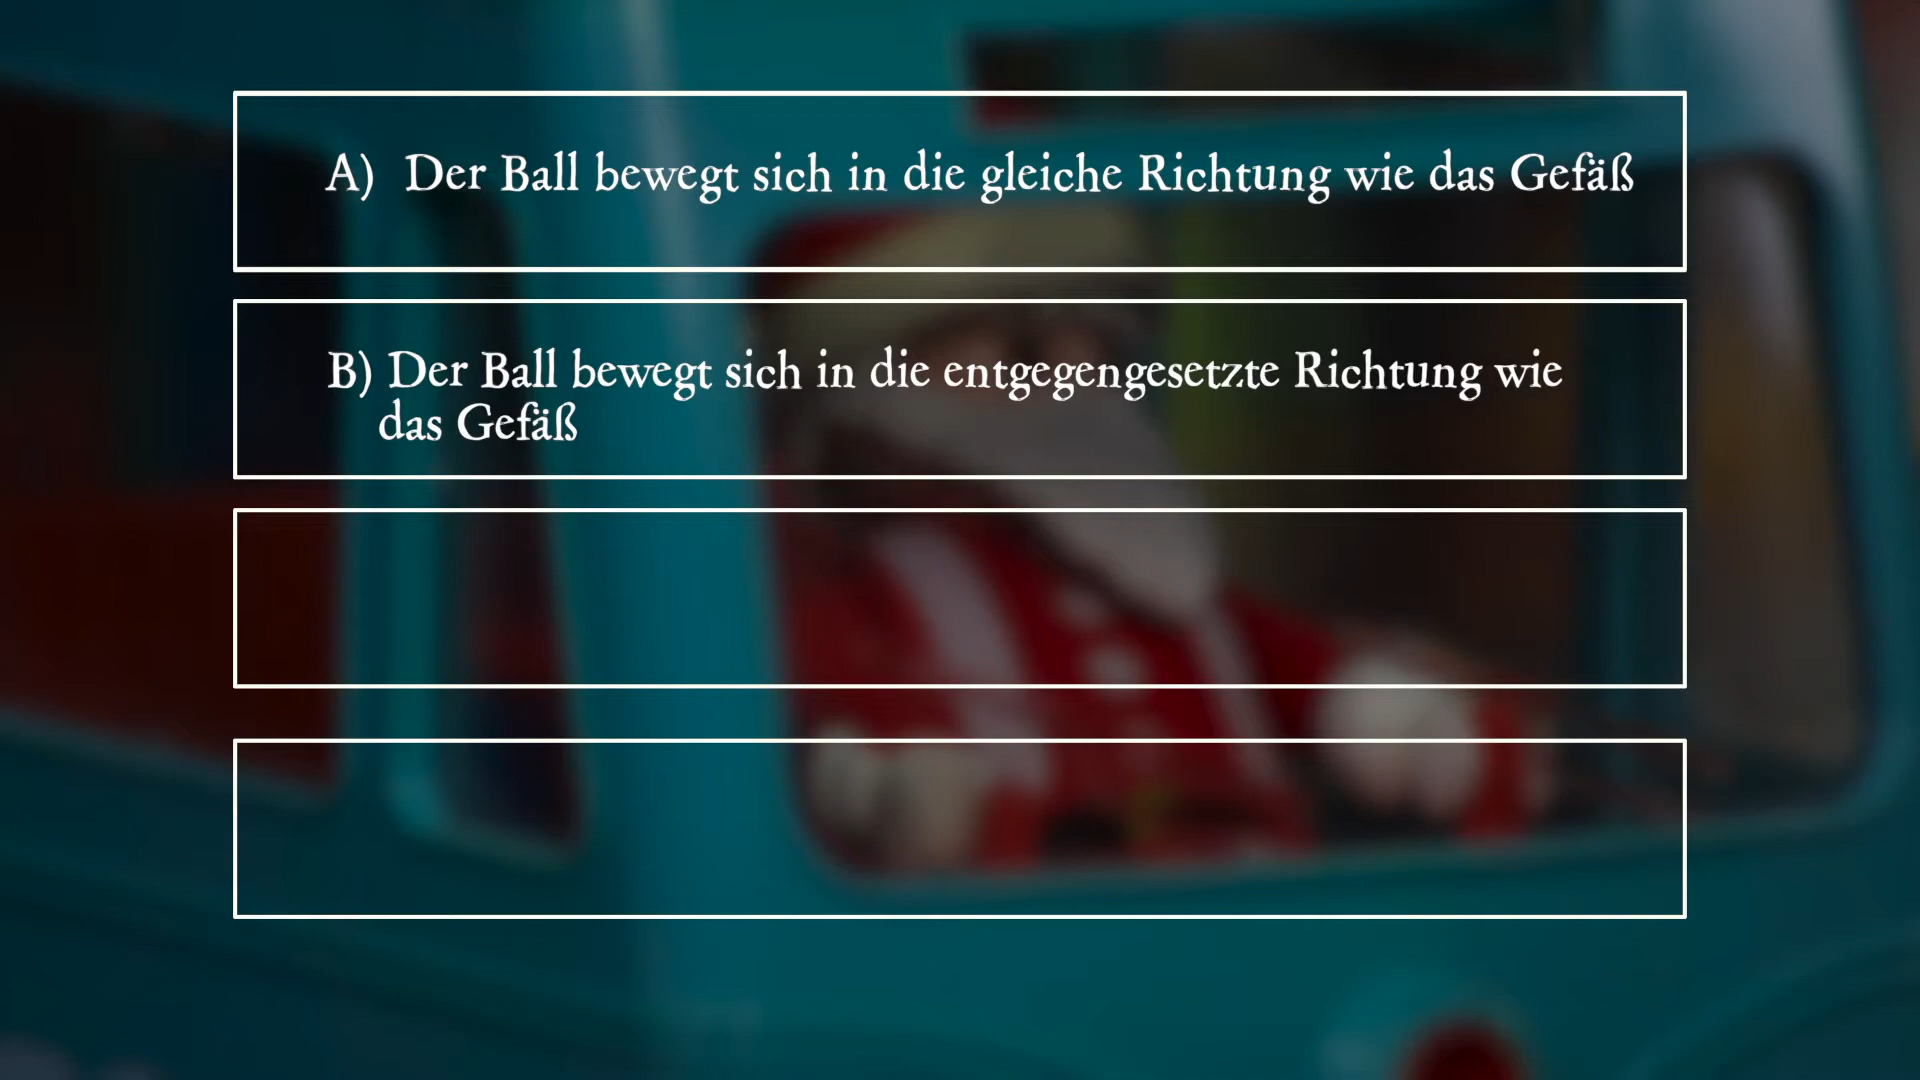 A) Der Ball bewegt sich in die gleiche Richtung wie das Gefäß
B) Der Ball bewegt sich in die entgegengesetzte Richtung wie
das Gefäß